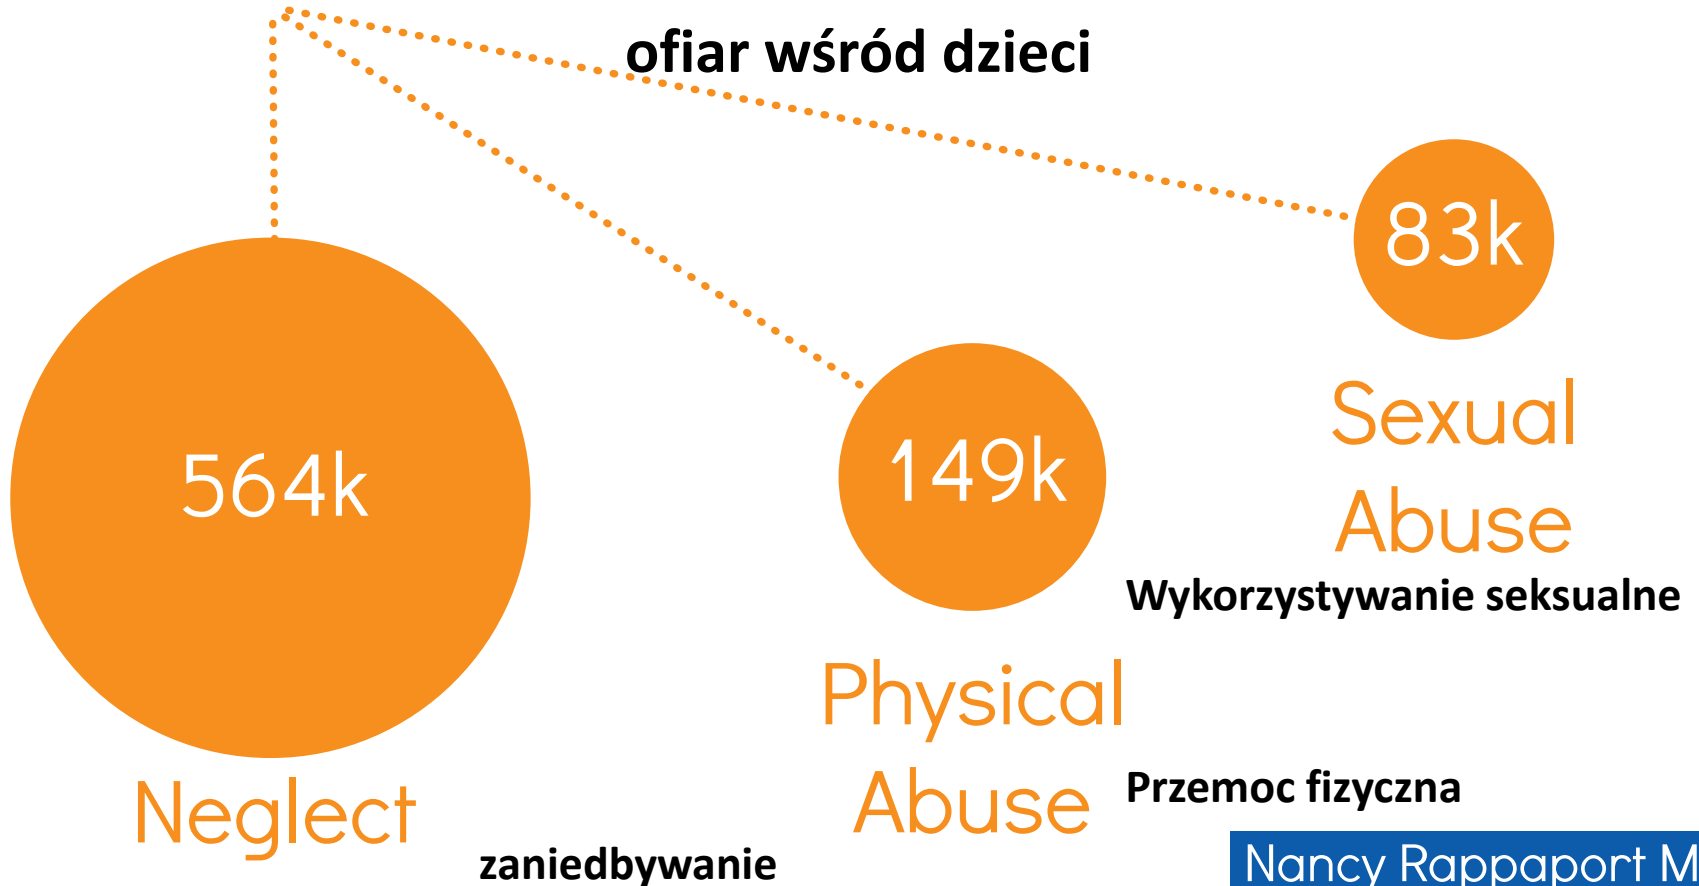 ofiar wśród dzieci
83k
Sexual
Abuse
Wykorzystywanie seksualne
149k
Physical
Abuse
Przemoc fizyczna
564k
Neglect
zaniedbywanie
Nancy Rappaport M